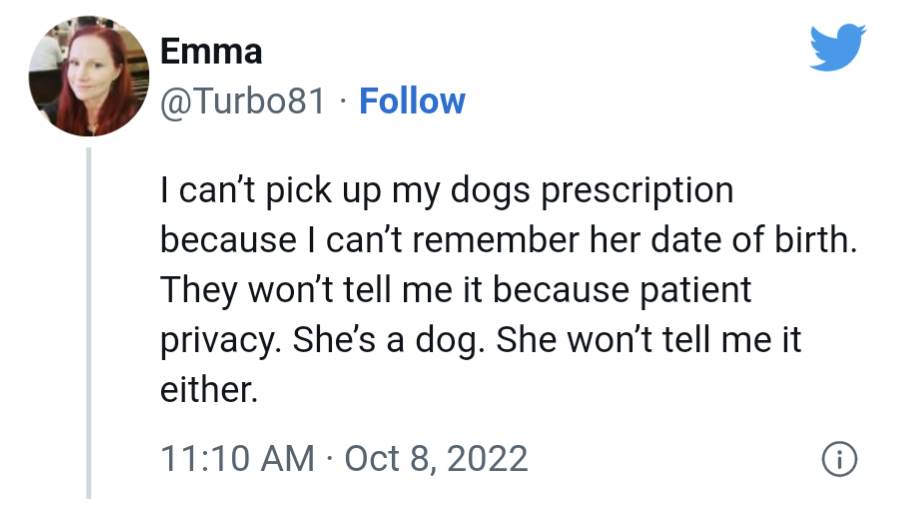 Emma
@Turbo81 · Follow
I can’t pick up my dogs prescription
because I can’t remember her date of birth.
They won’t tell me it because patient
privacy. She’s a dog. She won’t tell me it
either.
11:10 AM · Oct 8, 2022